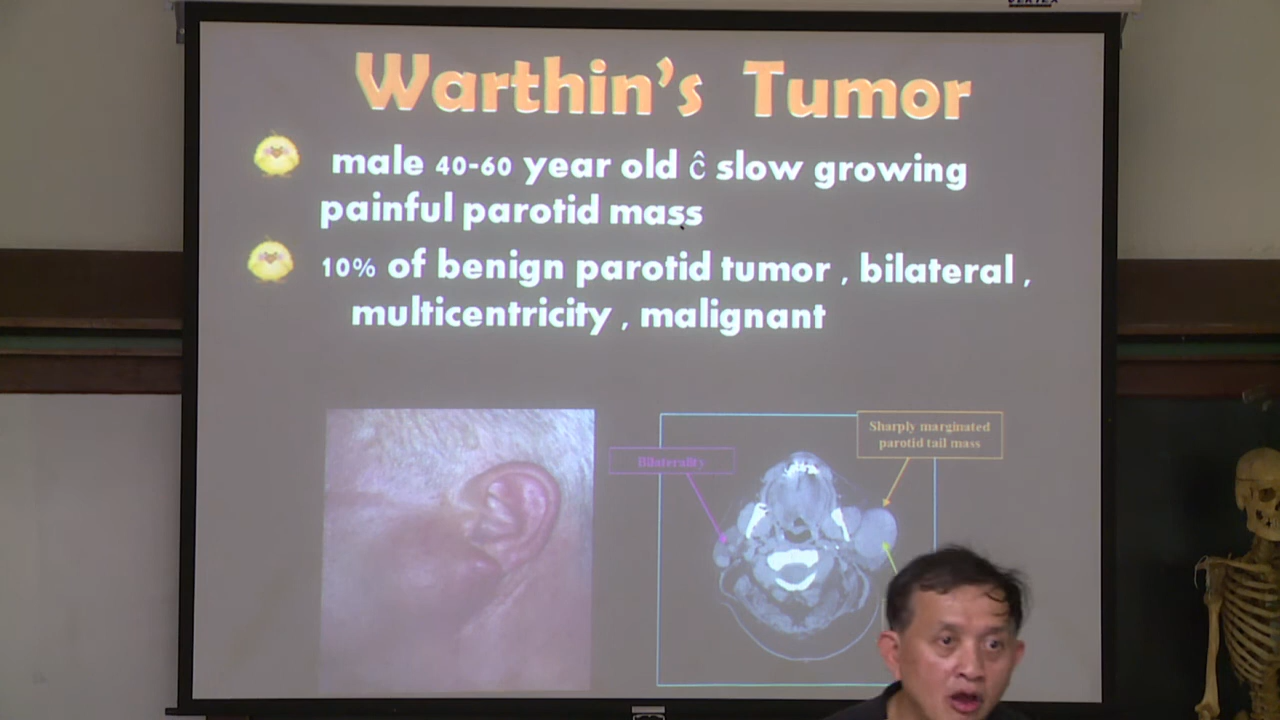 VERTEX
Warthin's Tumor
male 40-60 year old ĉ slow growing
painful parotid mass
10% of benign parotid tumor , bilateral ,
multicentricity , malignant
Sharply marginated
parotid tail mass
Bilaterality